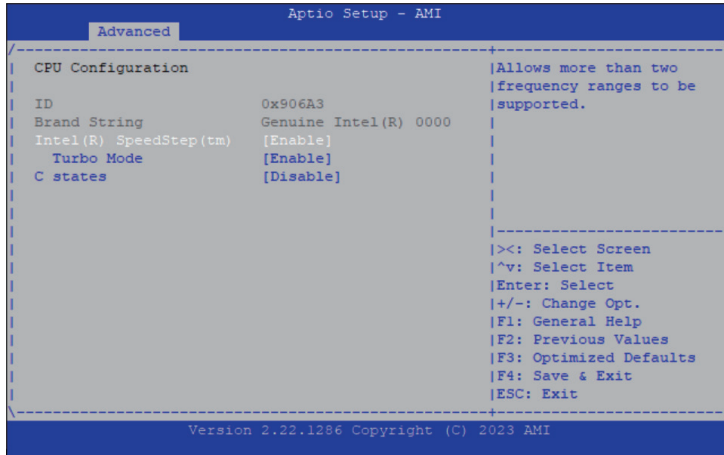 Aptio Setup - AMI
Advanced
/----------------------------------------------------+------------------------
| CPU Configuration |Allows more than two
| |frequency ranges to be
| ID 0x906A3 |supported.
| Brand String Genuine Intel(R) 0000 |
| Intel(R) SpeedStep(tm) [Enable] |
| Turbo Mode [Enable] |
| C states [Disable] |
| |
| |
| |------------------------
| |><: Select Screen
| |^v: Select Item
| |Enter: Select
| |+/-: Change Opt.
| |F1: General Help
| |F2: Previous Values
| |F3: Optimized Defaults
| |F4: Save & Exit
| |ESC: Exit
\----------------------------------------------------+------------------------
Version 2.22.1286 Copyright (C) 2023 AMI